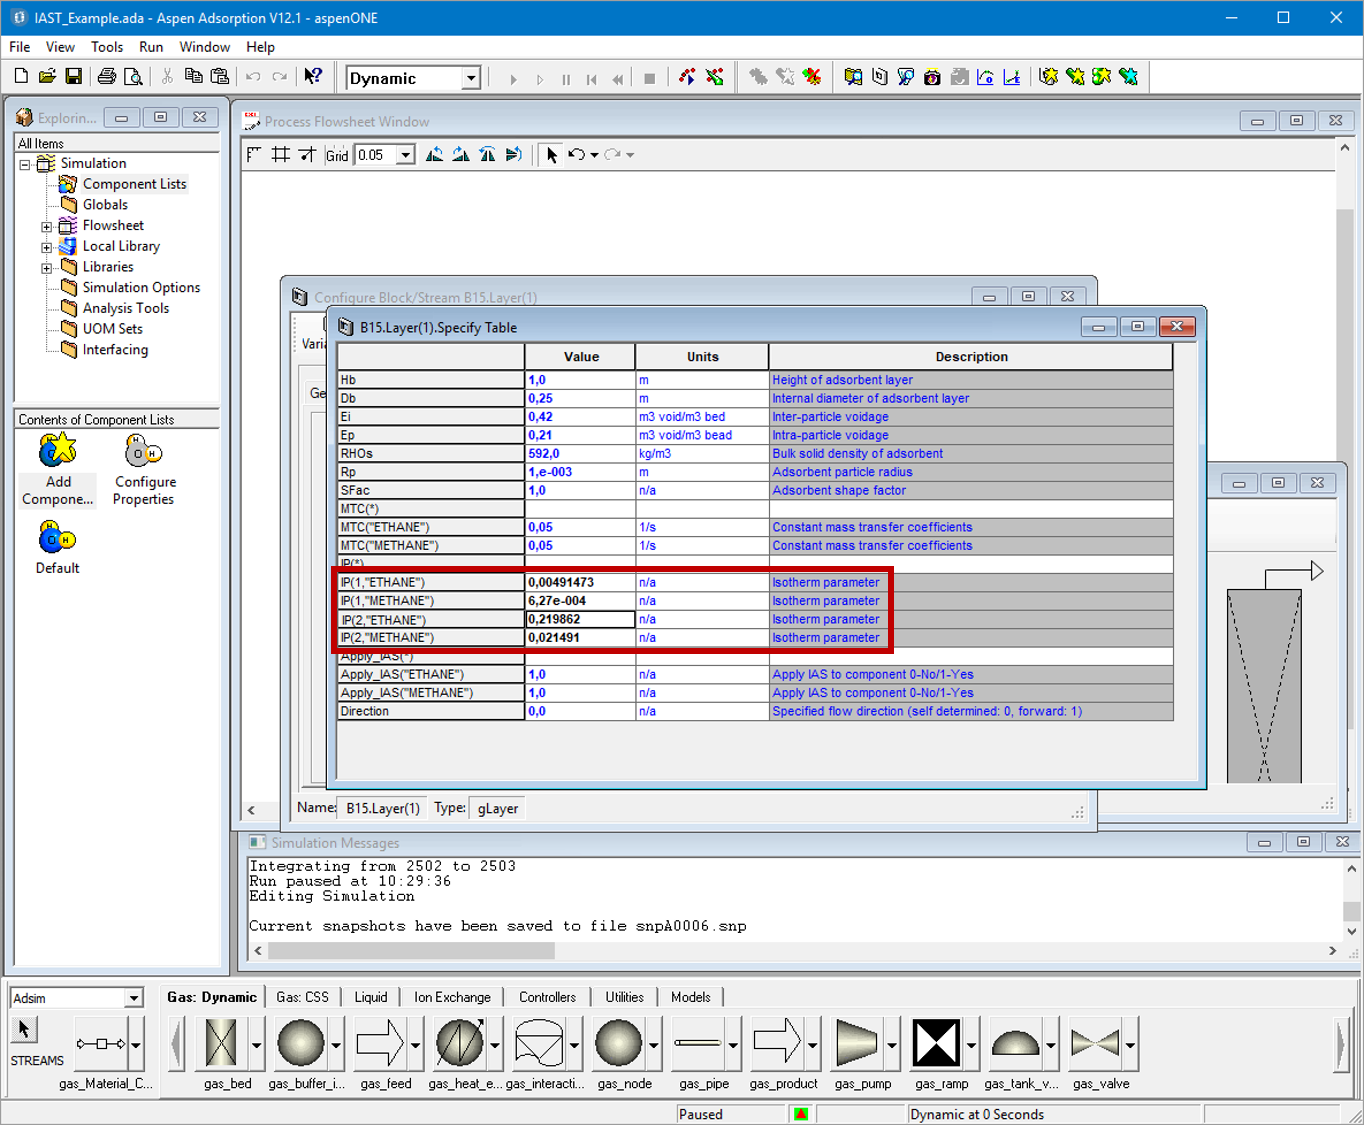 IAST_Example.ada - Aspen Adsorption V12.1 - aspenONE
File View Tools Run Window Help
Dynamic
Explorin...
All Items
Simulation
Component Lists
Globals
Flowsheet
Local Library
Libraries
Simulation Options
Analysis Tools
UOM Sets
Interfacing
Contents of Component Lists
Add Compone...
Configure Properties
Default
Process Flowsheet Window
Grid 0.05
Configure Block/Stream B15.Layer(1)
B15.Layer(1).Specify Table
Value Units Description
Hb 1,0 m Height of adsorbent layer
Db 0,25 m Internal diameter of adsorbent layer
Ei 0,42 m3 void/m3 bed Inter-particle voidage
Ep 0,21 m3 void/m3 bead Intra-particle voidage
RHOs 592,0 kg/m3 Bulk solid density of adsorbent
Rp 1,e-003 m Adsorbent particle radius
SFac 1,0 n/a Adsorbent shape factor
MTC(*)
MTC("ETHANE") 0,05 1/s Constant mass transfer coefficients
MTC("METHANE") 0,05 1/s Constant mass transfer coefficients
IP(*)
IP(1,"ETHANE") 0,00491473 n/a Isotherm parameter
IP(1,"METHANE") 6,27e-004 n/a Isotherm parameter
IP(2,"ETHANE") 0,219862 n/a Isotherm parameter
IP(2,"METHANE") 0,021491 n/a Isotherm parameter
Apply_IAS(*)
Apply_IAS("ETHANE") 1,0 n/a Apply IAS to component 0-No/1-Yes
Apply_IAS("METHANE") 1,0 n/a Apply IAS to component 0-No/1-Yes
Direction 0,0 n/a Specified flow direction (self determined: 0, forward: 1)
Name: B15.Layer(1) Type: gLayer
Simulation Messages
Integrating from 2502 to 2503
Run paused at 10:29:36
Editing Simulation
Current snapshots have been saved to file snpA0006.snp
Adsim
Gas: Dynamic Gas: CSS Liquid Ion Exchange Controllers Utilities Models
STREAMS
gas_Material_C... gas_bed gas_buffer_i... gas_feed gas_heat_e... gas_interacti... gas_node gas_pipe gas_product gas_pump gas_ramp gas_tank_v... gas_valve
Paused Dynamic at 0 Seconds